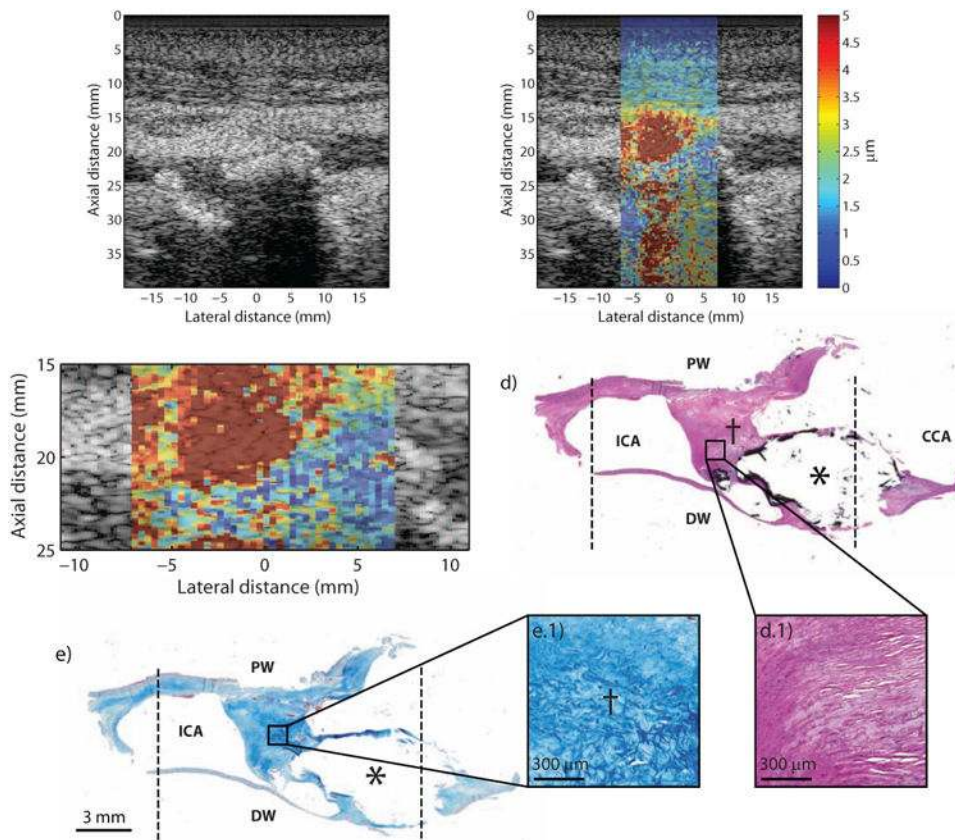 0
5
10
15
20
25
30
35
Axial distance (mm)
−15 −10 −5 0 5 10 15
Lateral distance (mm)
0
5
10
15
20
25
30
35
Axial distance (mm)
−15 −10 −5 0 5 10 15
Lateral distance (mm)
5
4.5
4
3.5
3
2.5
2
1.5
1
0.5
0
μm
15
20
25
Axial distance (mm)
−10 −5 0 5 10
Lateral distance (mm)
d)
PW
ICA
†
CCA
*
DW
e)
PW
ICA
*
DW
3 mm
e.1)
†
300 μm
d.1)
300 μm